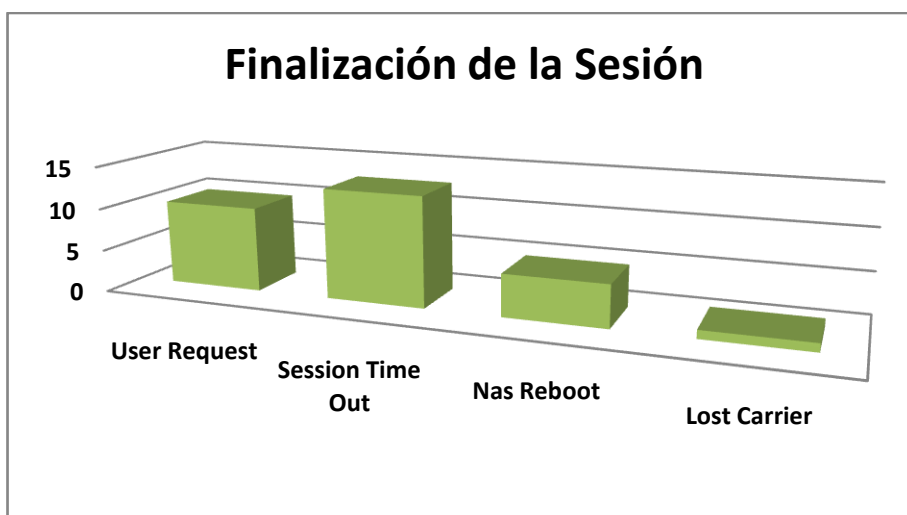 Finalización de la Sesión
15
10
5
0
User Request
Session Time
Out
Nas Reboot
Lost Carrier